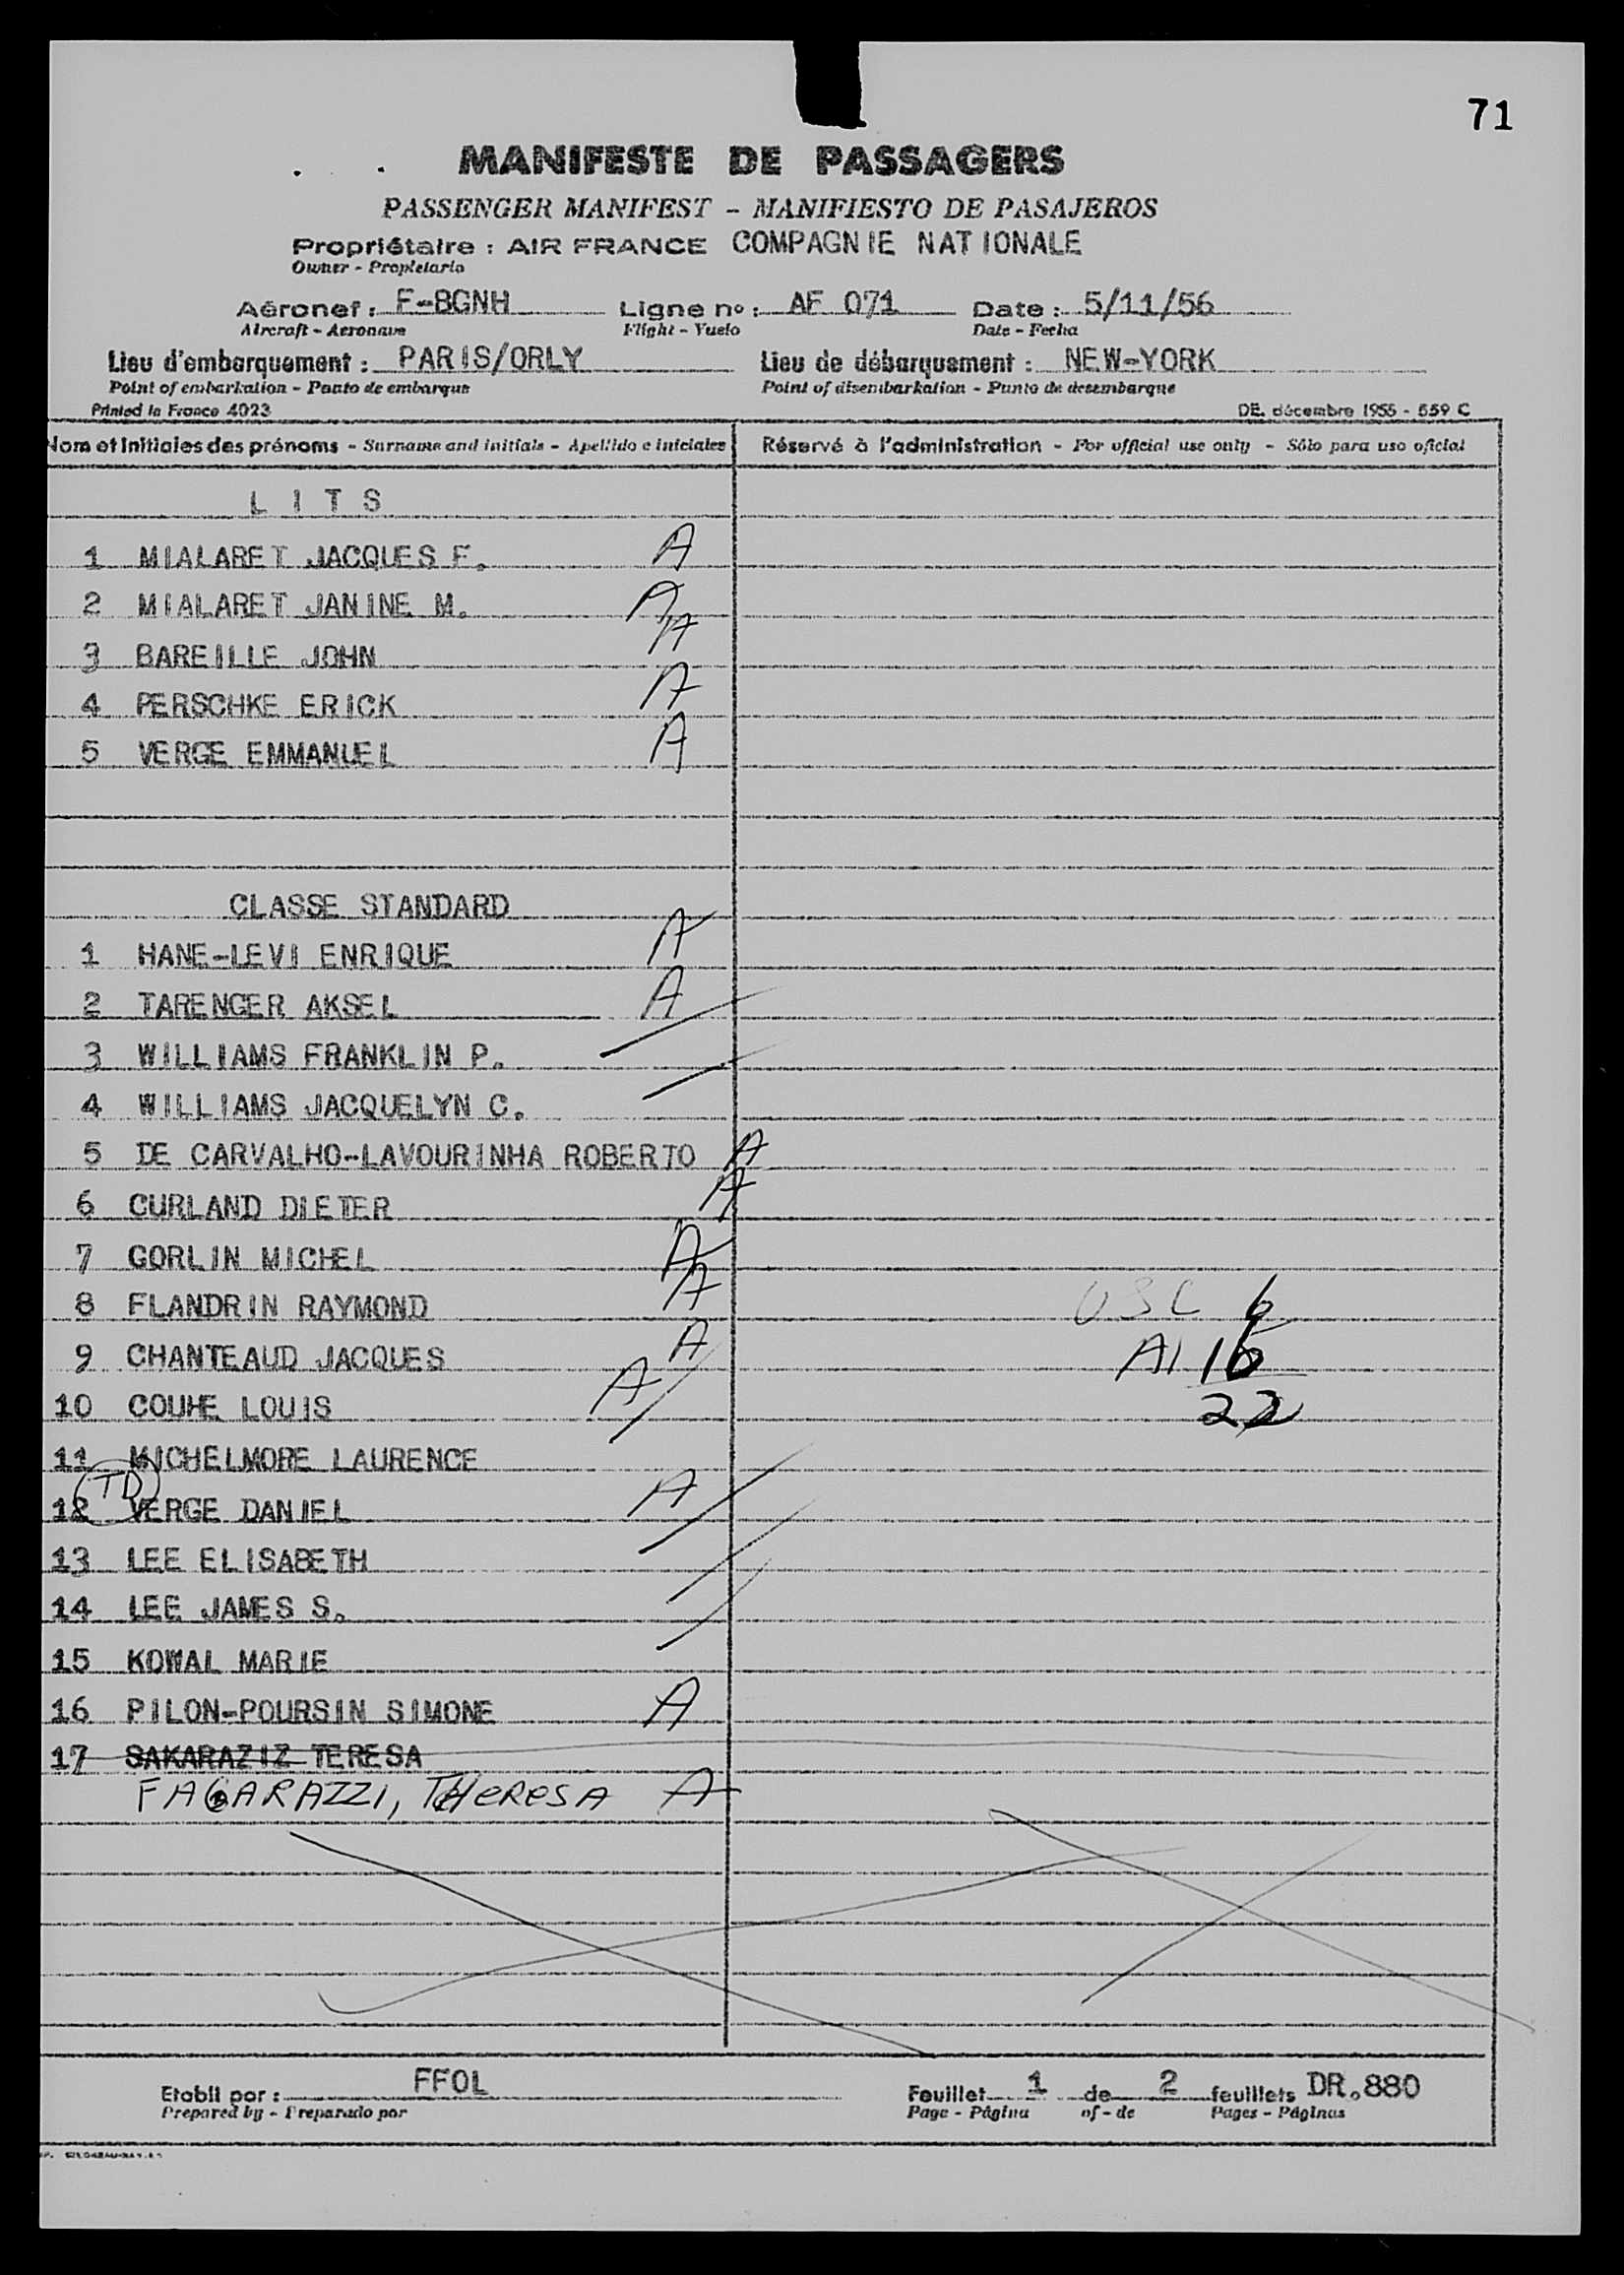 71
MANIFESTE DE PASSAGERS
PASSENGER MANIFEST - MANIFIESTO DE PASAJEROS
Propriétaire : AIR FRANCE COMPAGNIE NATIONALE
Owner - Propietario
Aéronef : F-BGNH Ligne nº : AF 071 Date : 5/11/56
Aircraft - Aeronave Flight - Vuelo Date - Fecha
Lieu d'embarquement : PARIS/ORLY Lieu de débarquement : NEW-YORK
Point of embarkation - Punto de embarque Point of disembarkation - Punto de desembarque
Printed in France 4023 DE. décembre 1955 - 559 C
Nom et Initiales des prénoms - Surname and initials - Apellido e iniciales Réservé à l'administration - For official use only - Sólo para uso oficial
LITS
1 MIALARET JACQUES F. A
2 MIALARET JANINE M. A
3 BAREILLE JOHN A
4 PERSCHKE ERICK A
5 VERGE EMMANUEL A
CLASSE STANDARD
1 HANE-LEVI ENRIQUE A
2 TARENGER AKSEL A
3 WILLIAMS FRANKLIN P.
4 WILLIAMS JACQUELYN C.
5 DE CARVALHO-LAVOURINHA ROBERTO A
6 CURLAND DIETER A
7 GORLIN MICHEL A
8 FLANDRIN RAYMOND A USC 6
9 CHANTEAUD JACQUES A Al 16
10 COUHE LOUIS A 22
11 MICHELMORE LAURENCE
TD
12 VERGE DANIEL A
13 LEE ELISABETH
14 LEE JAMES S.
15 KOWAL MARIE
16 PILON-POURSIN SIMONE A
17 SAKARAZIZ TERESA
FAGARAZZI, THERESA A
Etabli par : FFOL Feuillet 1 de 2 feuillets DR.880
Prepared by - Preparado por Page - Página of - de Pages - Páginas